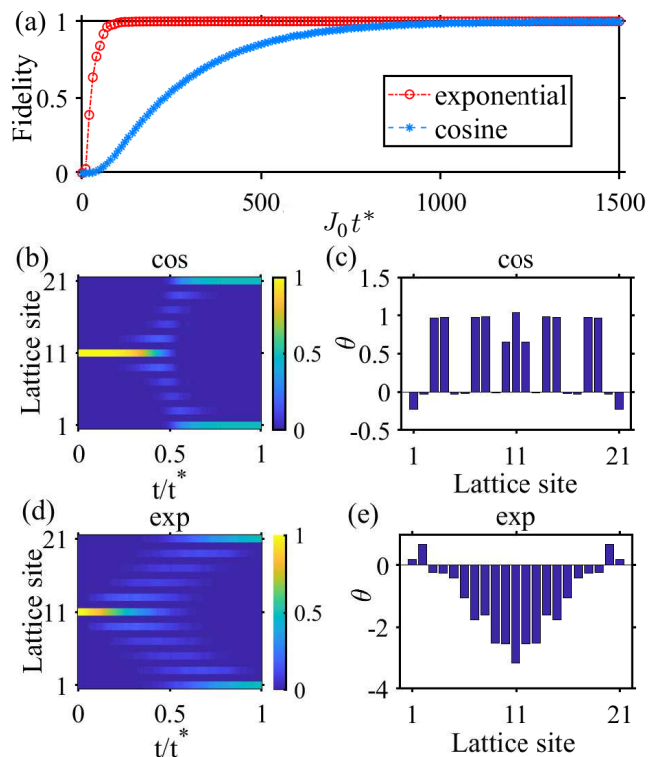 (a)
Fidelity
1
0.5
0
exponential
cosine
0 500 1000 1500
J₀t*
(b) cos
Lattice site
21
11
1
1
0.5
0
0 0.5 1
t/t*
(c) cos
θ
1.5
1
0.5
0
-0.5
1 11 21
Lattice site
(d) exp
Lattice site
21
11
1
1
0.5
0
0 0.5 1
t/t*
(e) exp
θ
0
-2
-4
1 11 21
Lattice site